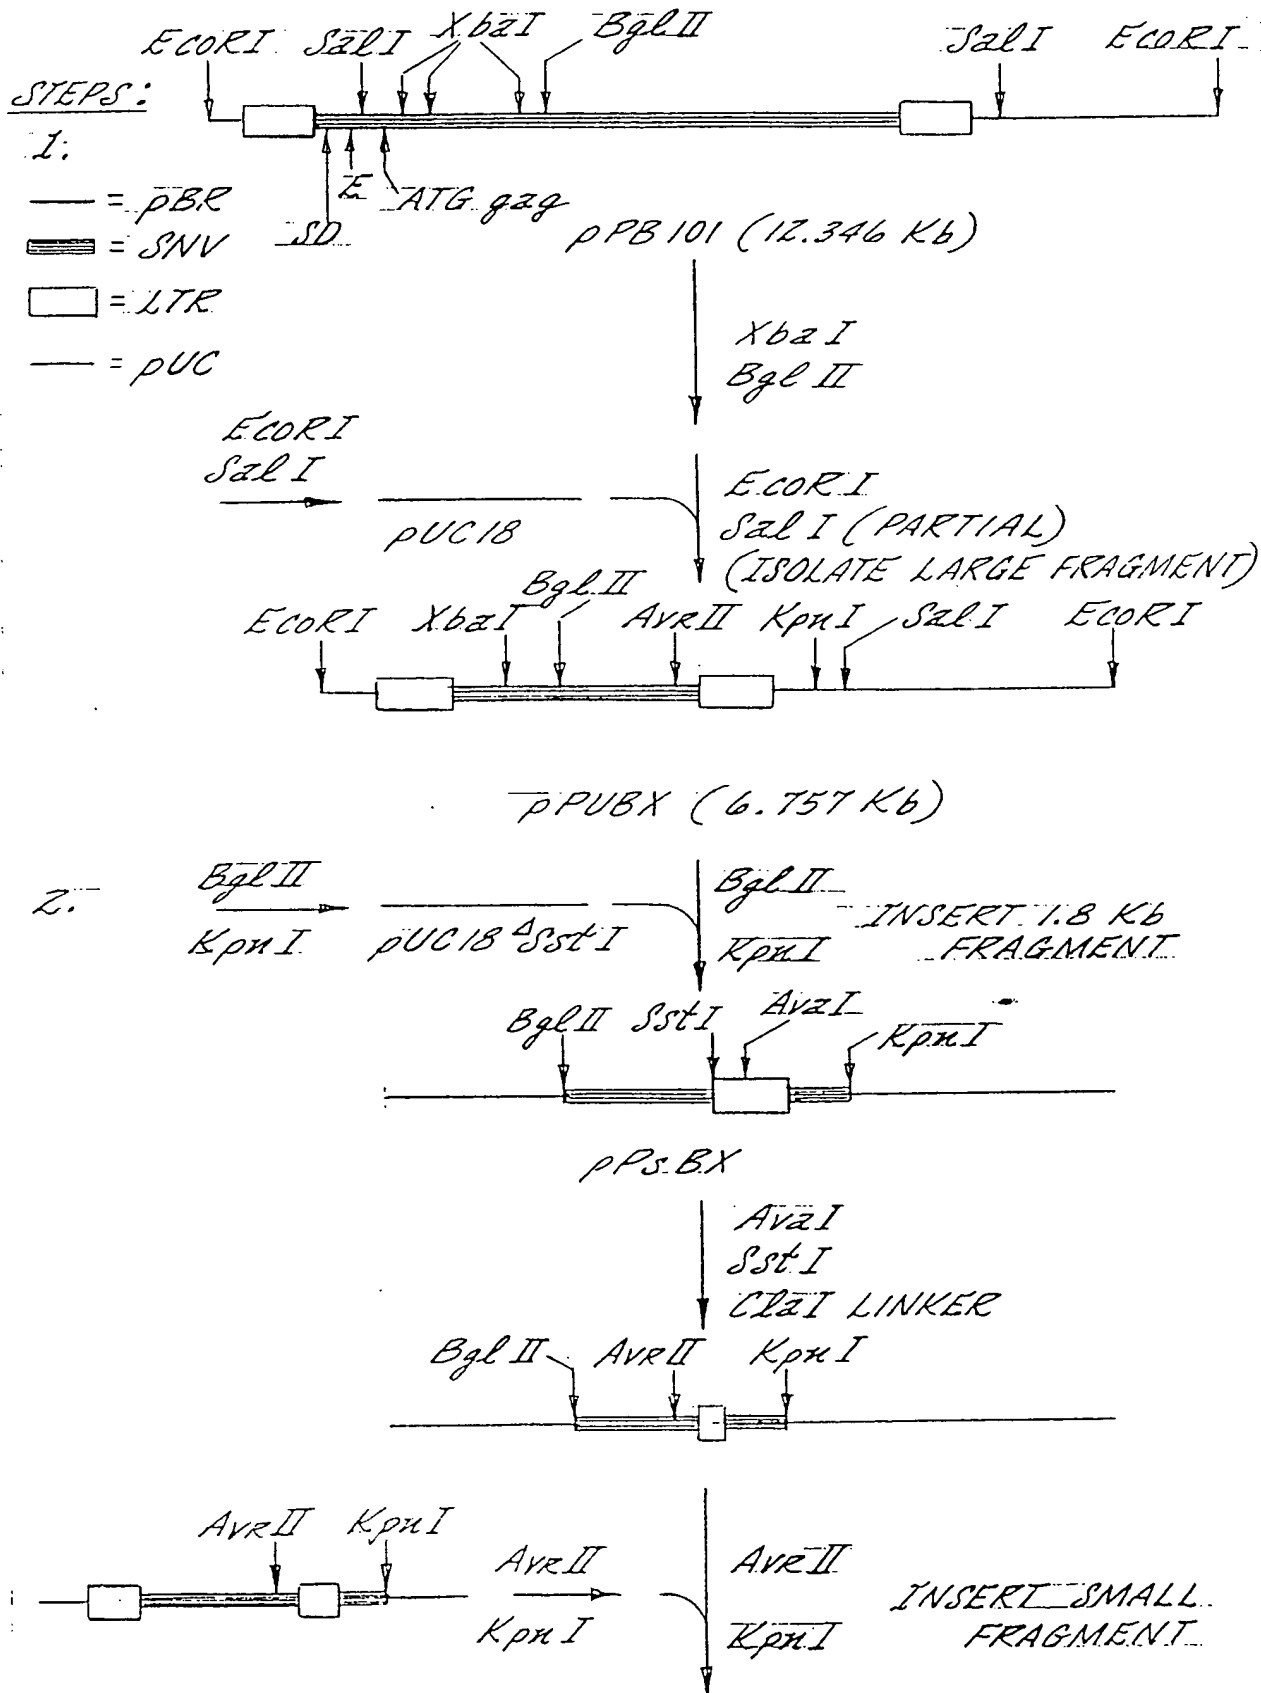 EcoRI SalI XbaI BglII SalI EcoRI
STEPS:
1.
E ATG gag
SD
= pBR
= SNV
= LTR
= pUC
pPB101 (12.346 Kb)
XbaI
BglII
EcoRI
SalI
pUC18
EcoRI
SalI (PARTIAL)
(ISOLATE LARGE FRAGMENT)
EcoRI XbaI BglII AvrII KpnI SalI EcoRI
pPUBX (6.757 Kb)
2.
BglII
KpnI
pUC18 ΔSstI
BglII
KpnI
INSERT 1.8 Kb
FRAGMENT
BglII SstI AvaI KpnI
pPsBX
AvaI
SstI
ClaI LINKER
BglII AvrII KpnI
AvrII KpnI
AvrII
KpnI
AvrII
KpnI
INSERT SMALL
FRAGMENT